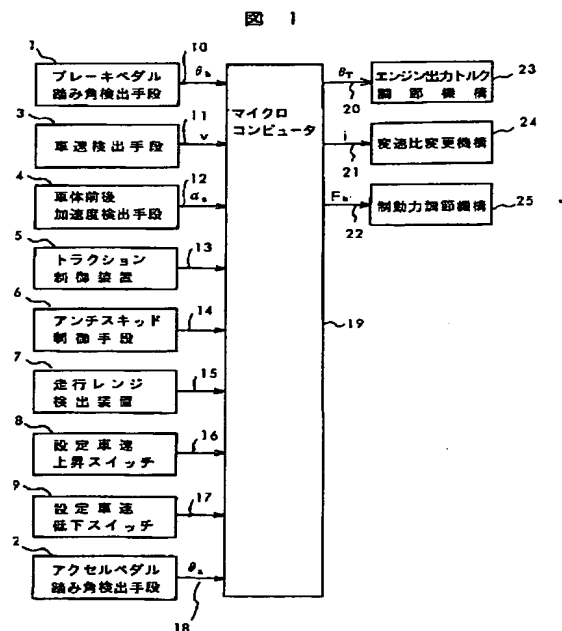 図 1
1
ブレーキペダル
踏み角検出手段
10
θb
3
車速検出手段
11
v
4
車体前後
加速度検出手段
12
5
トラクション
制御装置
13
6
アンチスキッド
制御手段
14
7
走行レンジ
検出装置
15
8
設定車速
上昇スイッチ
16
9
設定車速
低下スイッチ
17
2
アクセルペダル
踏み角検出手段
18
マイクロ
コンピュータ
19
θT
20
エンジン出力トルク
調節機構
23
i
21
変速比変更機構
24
22
制動力調節機構
25